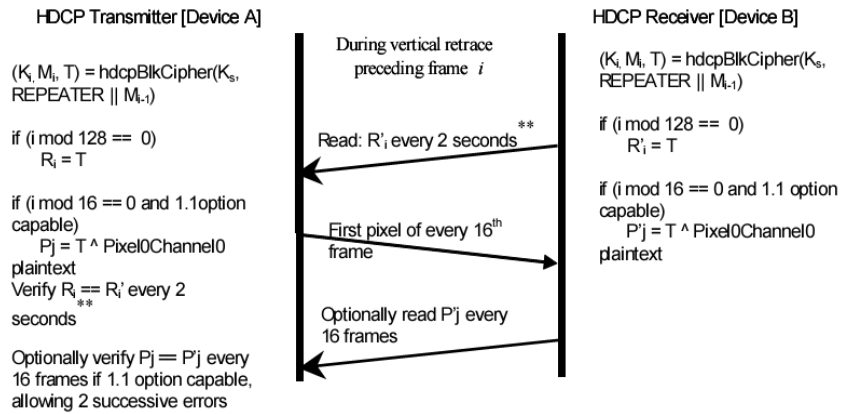 HDCP Transmitter [Device A]
(Ki, Mi, T) = hdcpBlkCipher(Ks,
REPEATER || Mi-1)
if (i mod 128 == 0)
Ri = T
if (i mod 16 == 0 and 1.1option
capable)
Pj = T ^ Pixel0Channel0
plaintext
Verify Ri == Ri' every 2
seconds**
Optionally verify Pj == P'j every
16 frames if 1.1 option capable,
allowing 2 successive errors
During vertical retrace
preceding frame i
Read: R'i every 2 seconds**
First pixel of every 16th
frame
Optionally read P'j every
16 frames
HDCP Receiver [Device B]
(Ki, Mi, T) = hdcpBlkCipher(Ks,
REPEATER || Mi-1)
if (i mod 128 == 0)
R'i = T
if (i mod 16 == 0 and 1.1 option
capable)
P'j = T ^ Pixel0Channel0
plaintext